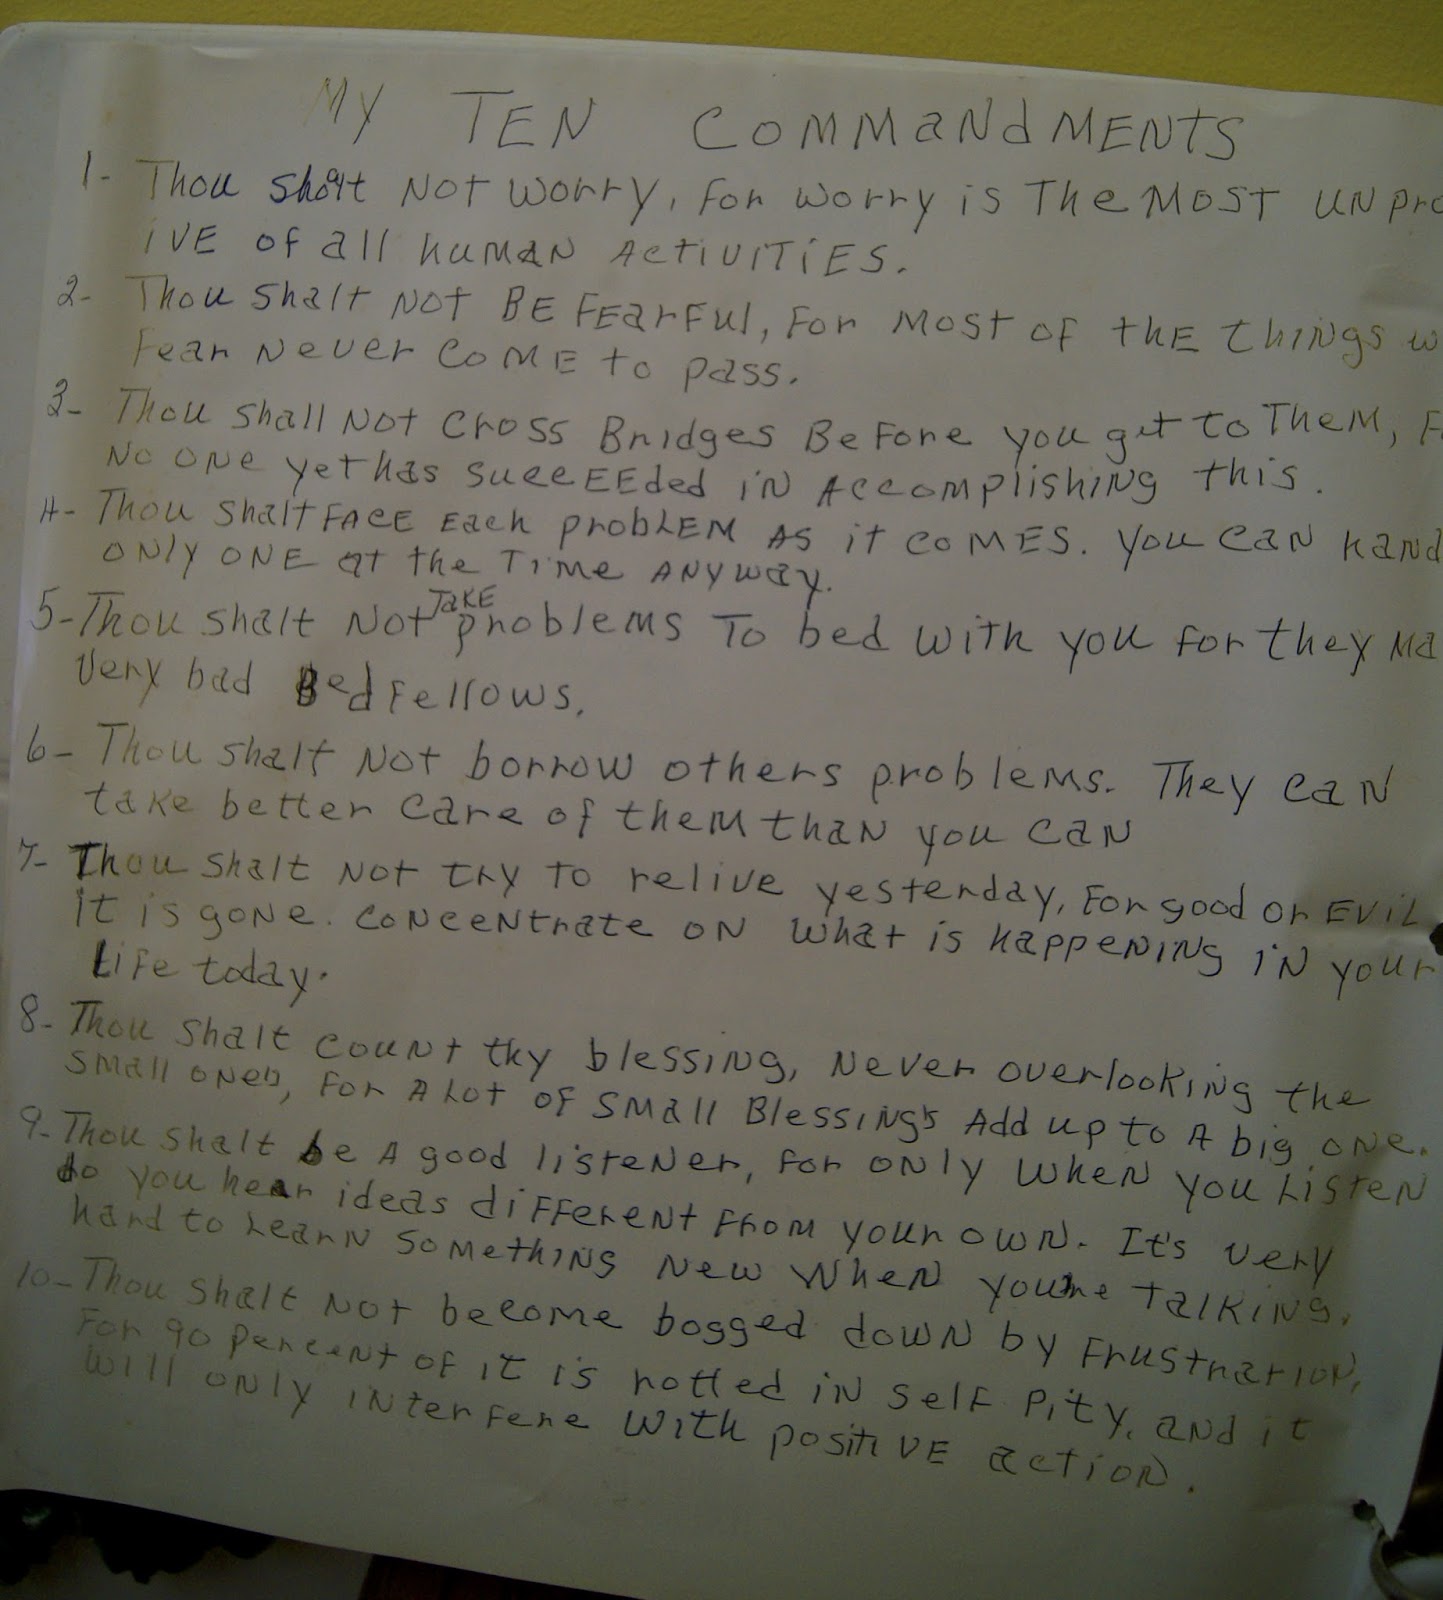 My TEN COMMANDMENTS
1- Thou shalt NOT Worry, For Worry is The MOST UNPro
iVE of all human ActiviTiES.
2- Thou shalt NOT BE FEarFul, For MOST OF thE things w
Fear Never COME to pass.
3- Thou shall Not Cross Bridges BeFore you get to TheM, F
No one yet has succEEded iN Accomplishing this.
4- Thou shalt FACE Each problEM AS it COMES. You CAN hand
ONly ONE at the TiMe ANyway.
5- Thou shalt Not TakE problems To bed with you for they Ma
very bad Bed Fellows.
6- Thou shalt Not borrow others problems. They CaN
take better Care of them thaN you CaN
7- Thou shalt Not try to relive yesterday, For good or Evil
it is goNe. CoNceNtrate oN what is happeNiNg iN your
Life today.
8- Thou shalt couNt thy blessiNg, Never overlookiNg the
small ones, For A Lot of small BlessiNgs Add up to A big oNe.
9- Thou shalt be A good listeNer, For oNly wheN you ListeN
do you hear ideas diFFereNt From your owN. It's very
hard to LearN someThiNg New WheN you're TalkiNg.
10- Thou shalt Not become bogged dowN by FrustratioN,
For 90 perceNt of it is rotted iN selF Pity, aNd it
will oNly iNterFere with positivE actioN.